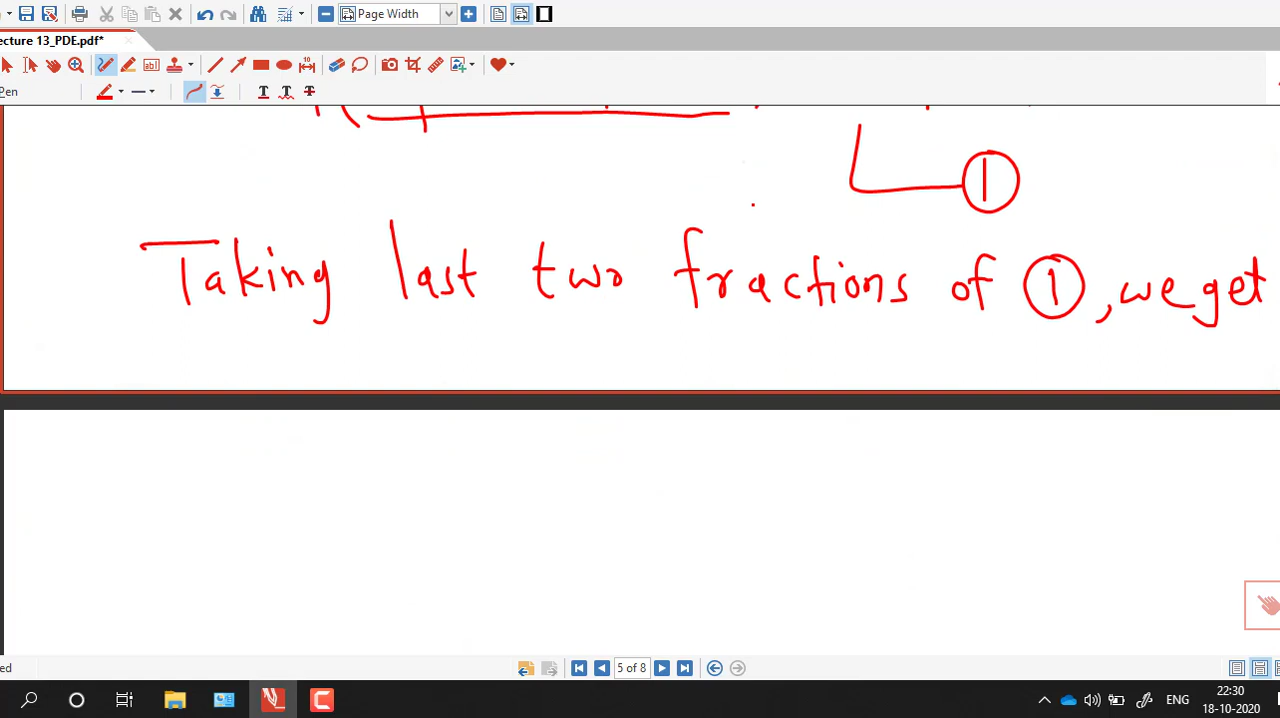 Page Width
ecture 13_PDE.pdf*
Pen
1
Taking last two fractions of 1, we get
ed
5 of 8
ENG
22:30
18-10-2020